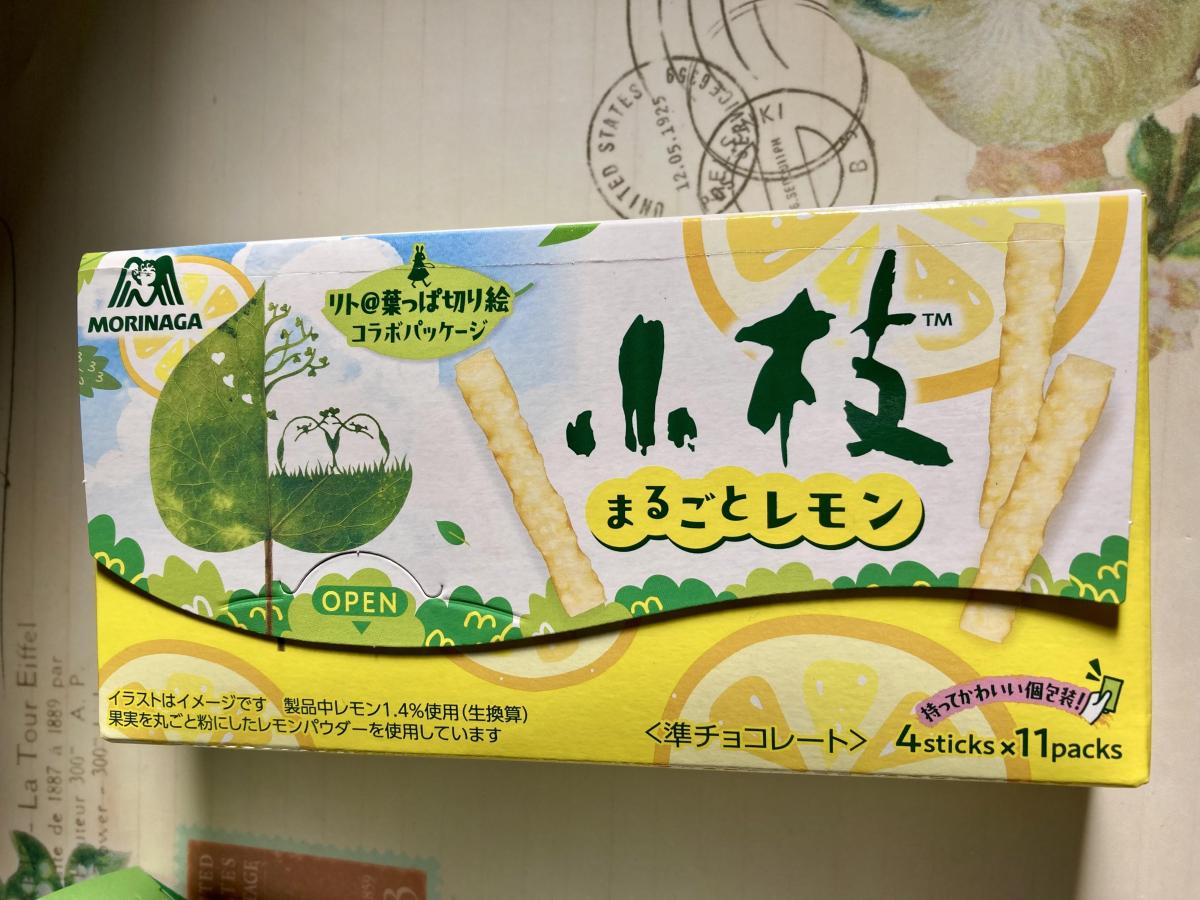 MORINAGA
リト@葉っぱ切り絵
コラボパッケージ
小枝™
まるごとレモン
OPEN
イラストはイメージです 製品中レモン1.4%使用(生換算)
果実を丸ごと粉にしたレモンパウダーを使用しています
<準チョコレート>
持ってかわいい個包装!
4sticks×11packs
UNITED STATES
12.05.1925
La Tour Eiffel
de 1887 à 1889 par
300
A. P.